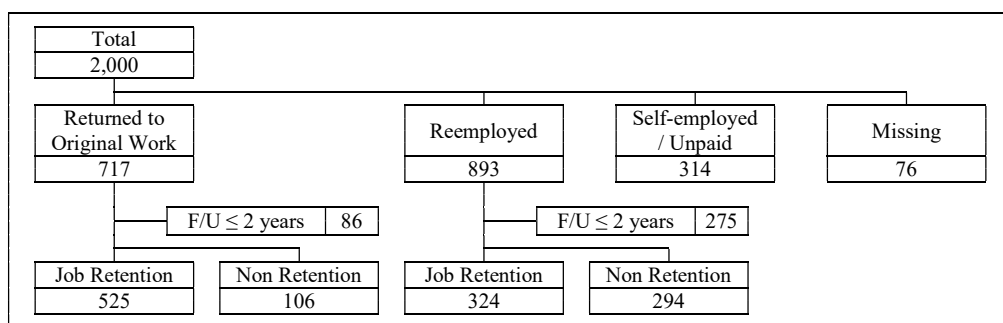 Total
2,000
Returned to
Original Work
717
Reemployed
893
Self-employed
/ Unpaid
314
Missing
76
F/U ≤ 2 years 86
F/U ≤ 2 years 275
Job Retention
525
Non Retention
106
Job Retention
324
Non Retention
294